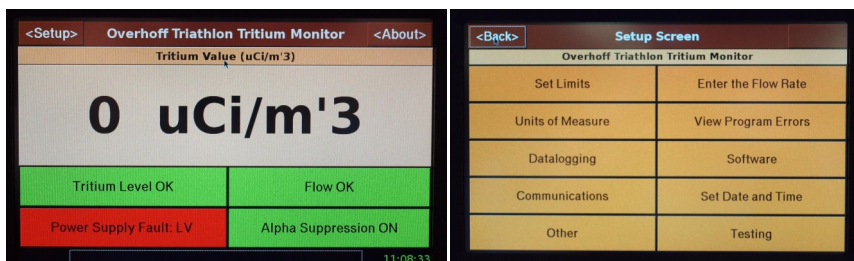 <Setup> Overhoff Triathlon Tritium Monitor <About>
Tritium Value (uCi/m'3)
0 uCi/m'3
Tritium Level OK Flow OK
Power Supply Fault: LV Alpha Suppression ON
11:08:33
<Back> Setup Screen
Overhoff Triathlon Tritium Monitor
Set Limits Enter the Flow Rate
Units of Measure View Program Errors
Datalogging Software
Communications Set Date and Time
Other Testing